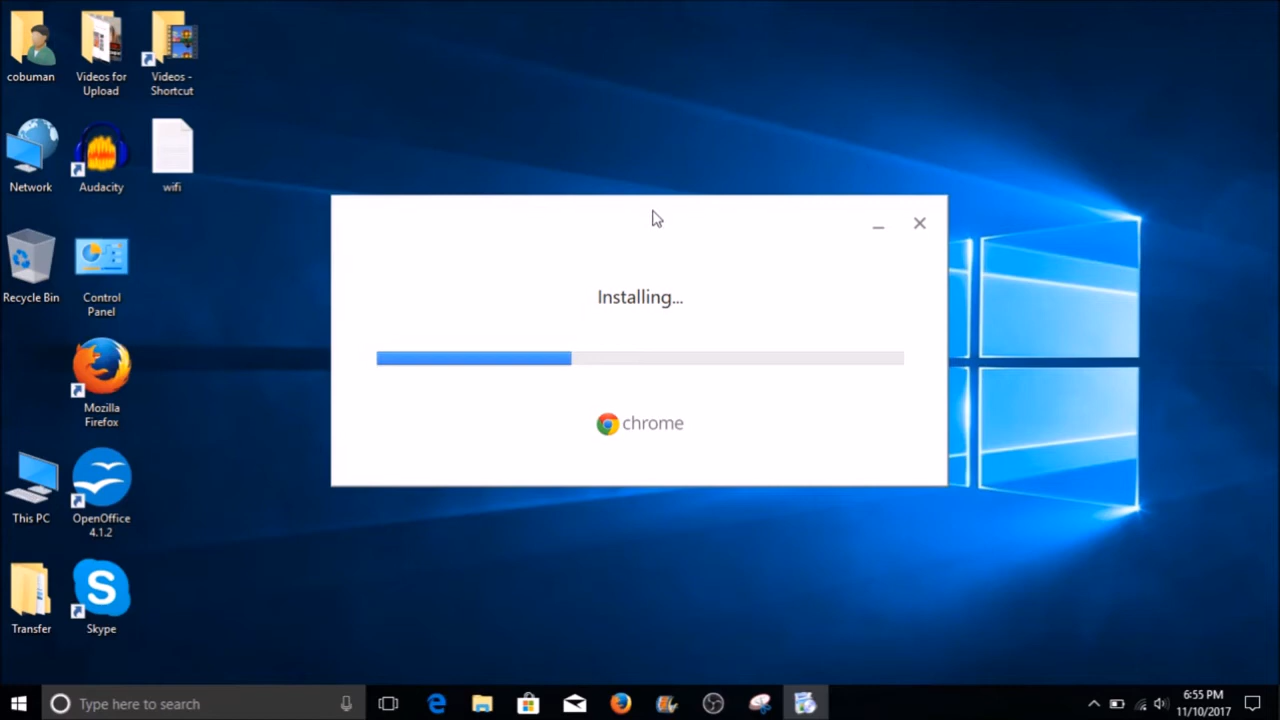 cobuman
Videos for
Upload
Videos -
Shortcut
Network
Audacity
wifi
Recycle Bin
Control
Panel
Mozilla
Firefox
This PC
OpenOffice
4.1.2
Transfer
Skype
Installing...
chrome
Type here to search
6:55 PM
11/10/2017